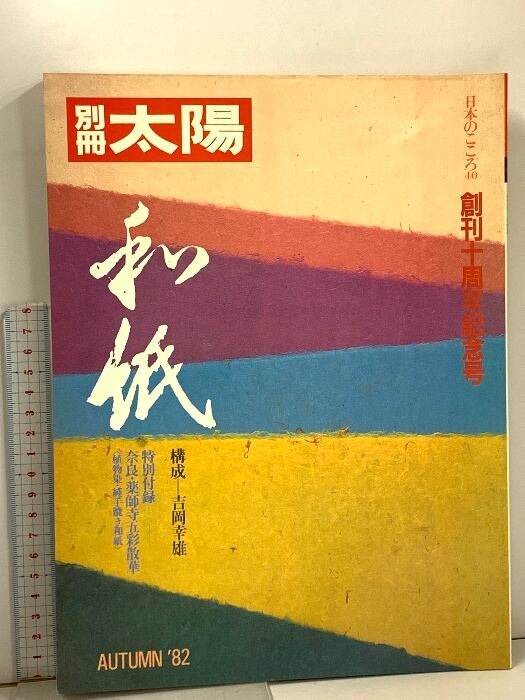 別冊太陽
日本のこころ40
創刊十周年記念号
和紙
構成—吉岡幸雄
特別付録
奈良・薬師寺五彩散華
〈植物染・純手漉き和紙〉
AUTUMN '82